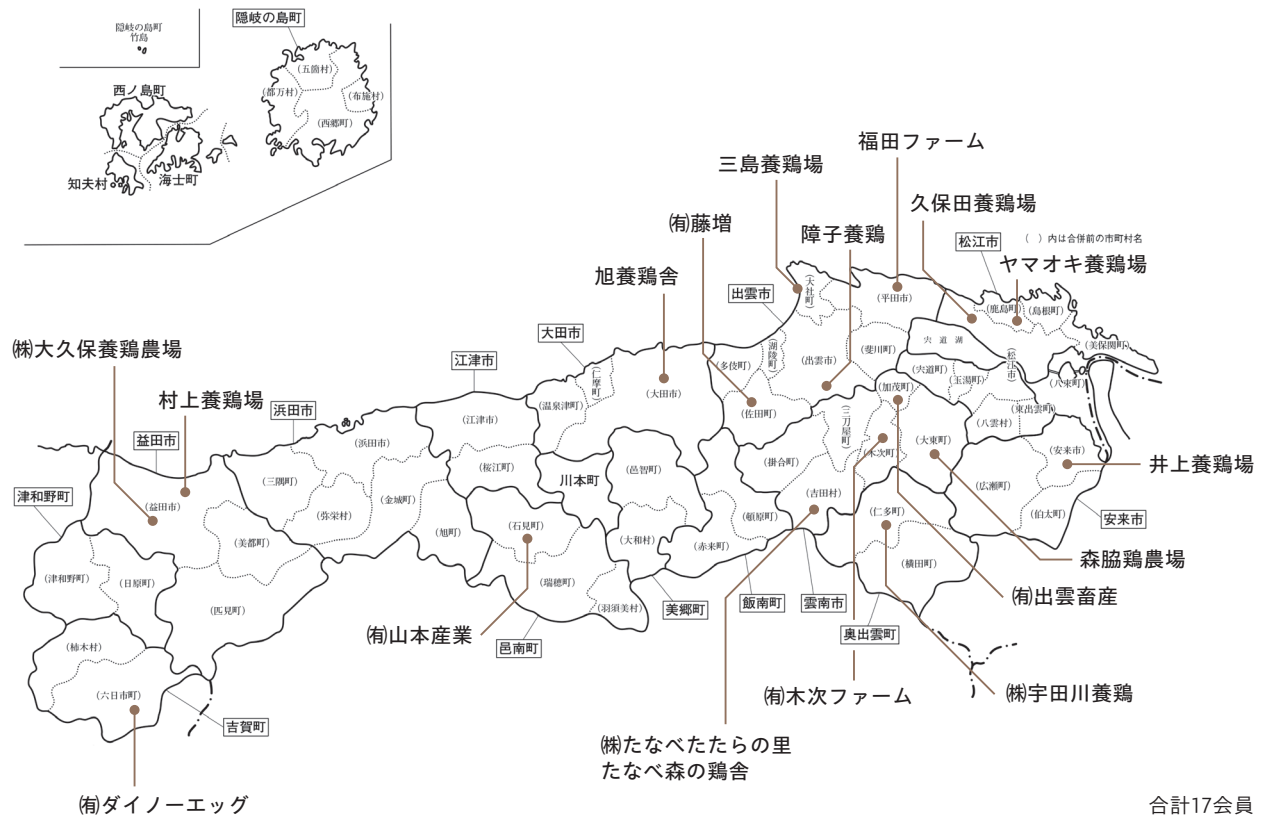 隠岐の島町
竹島
隠岐の島町
(五箇村)
(都万村)
(布施村)
(西郷町)
西ノ島町
知夫村
海士町
福田ファーム
三島養鶏場
久保田養鶏場
㈲藤増
障子養鶏
松江市
( )内は合併前の市町村名
ヤマオキ養鶏場
旭養鶏舎
出雲市
(大社町)
(平田市)
(鹿島町)
(島根町)
(美保関町)
㈱大久保養鶏農場
大田市
江津市
宍道湖
(松江市)
(湖陵町)
(多伎町)
(出雲市)
(斐川町)
(宍道町)
(玉湯町)
(八束町)
村上養鶏場
浜田市
(仁摩町)
(温泉津町)
(大田市)
(佐田町)
(加茂町)
(八雲村)
(東出雲町)
益田市
(江津市)
(三刀屋町)
(木次町)
(大東町)
(安来市)
井上養鶏場
(浜田市)
(桜江町)
川本町
(邑智町)
(掛合町)
(広瀬町)
(伯太町)
安来市
津和野町
(益田市)
(三隅町)
(金城町)
(弥栄村)
(旭町)
(石見町)
(大和村)
(頓原町)
(吉田村)
(仁多町)
(美都町)
(赤来町)
(横田町)
森脇鶏農場
(津和野町)
(日原町)
(匹見町)
(瑞穂町)
(羽須美村)
美郷町
飯南町
雲南市
㈲出雲畜産
奥出雲町
㈲山本産業
邑南町
(柿木村)
(六日市町)
吉賀町
㈲木次ファーム
㈱宇田川養鶏
㈱たなべたたらの里
たなべ森の鶏舎
㈲ダイノーエッグ
合計17会員